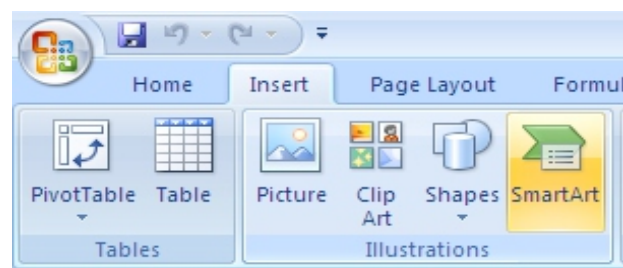 Home Insert Page Layout Formul
PivotTable Table Picture Clip Art Shapes SmartArt
Tables Illustrations